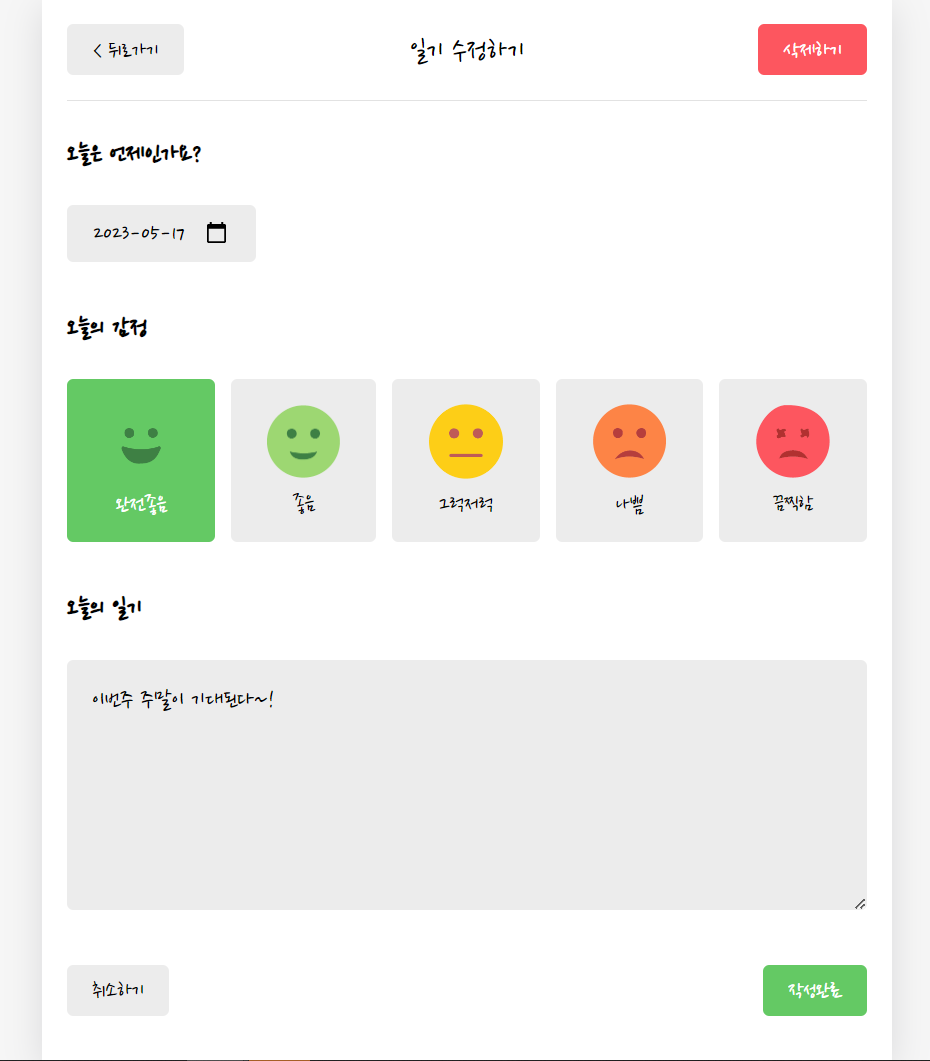 < 뒤로가기
일기 수정하기
삭제하기
오늘은 언제인가요?
2023-05-17
오늘의 감정
완전좋음
좋음
그럭저럭
나쁨
끔찍함
오늘의 일기
이번주 주말이 기대된다~!
취소하기
작성완료